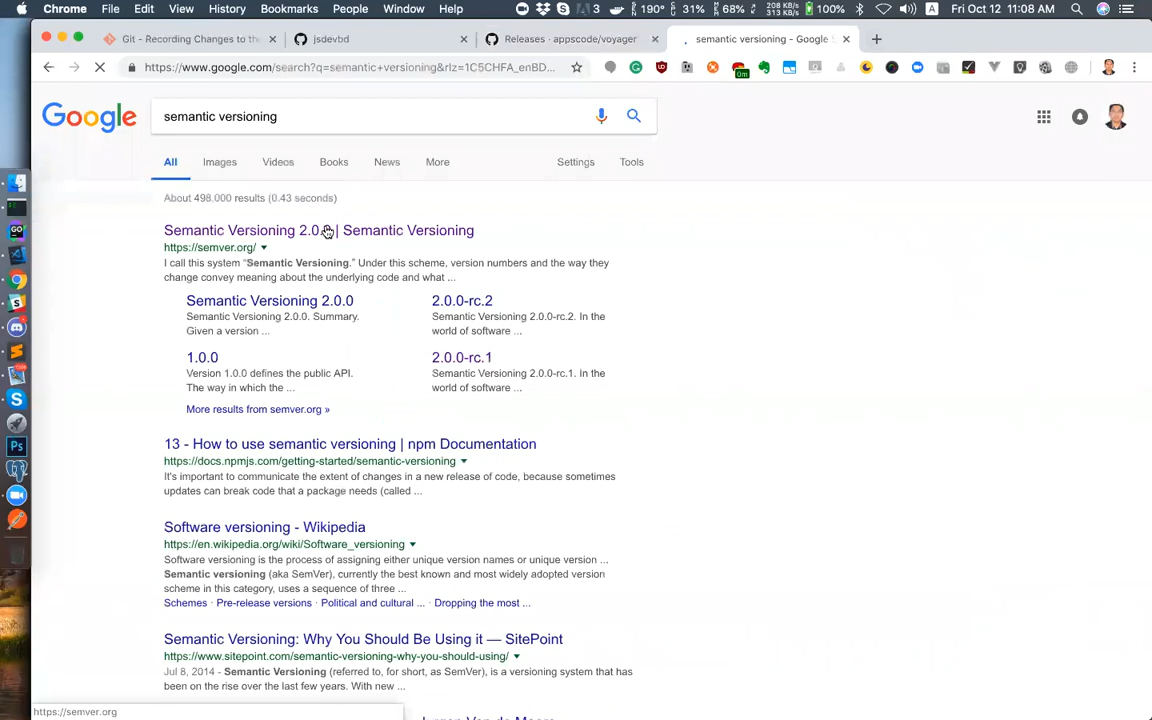 Chrome File Edit View History Bookmarks People Window Help 3 190° 31% 68% 208 KB/s 412 KB/s 100% A Fri Oct 12 11:08 AM
Git - Recording Changes to the
jsdevbd
Releases · appscode/voyager
semantic versioning - Google
https://www.google.com/search?q=semantic+versioning&rlz=1C5CHFA_enBD...
0m
Google
semantic versioning
All Images Videos Books News More Settings Tools
About 498,000 results (0.43 seconds)
Semantic Versioning 2.0. | Semantic Versioning
https://semver.org/
I call this system “Semantic Versioning.” Under this scheme, version numbers and the way they
change convey meaning about the underlying code and what ...
Semantic Versioning 2.0.0
Semantic Versioning 2.0.0. Summary.
Given a version ...
2.0.0-rc.2
Semantic Versioning 2.0.0-rc.2. In the
world of software ...
1.0.0
Version 1.0.0 defines the public API.
The way in which the ...
2.0.0-rc.1
Semantic Versioning 2.0.0-rc.1. In the
world of software ...
More results from semver.org »
13 - How to use semantic versioning | npm Documentation
https://docs.npmjs.com/getting-started/semantic-versioning
It's important to communicate the extent of changes in a new release of code, because sometimes
updates can break code that a package needs (called ...
Software versioning - Wikipedia
https://en.wikipedia.org/wiki/Software_versioning
Software versioning is the process of assigning either unique version names or unique version ...
Semantic versioning (aka SemVer), currently the best known and most widely adopted version
scheme in this category, uses a sequence of three ...
Schemes · Pre-release versions · Political and cultural ... · Dropping the most ...
Semantic Versioning: Why You Should Be Using it — SitePoint
https://www.sitepoint.com/semantic-versioning-why-you-should-using/
Jul 8, 2014 - Semantic Versioning (referred to, for short, as SemVer), is a versioning system that has
been on the rise over the last few years. With new ...
https://semver.org